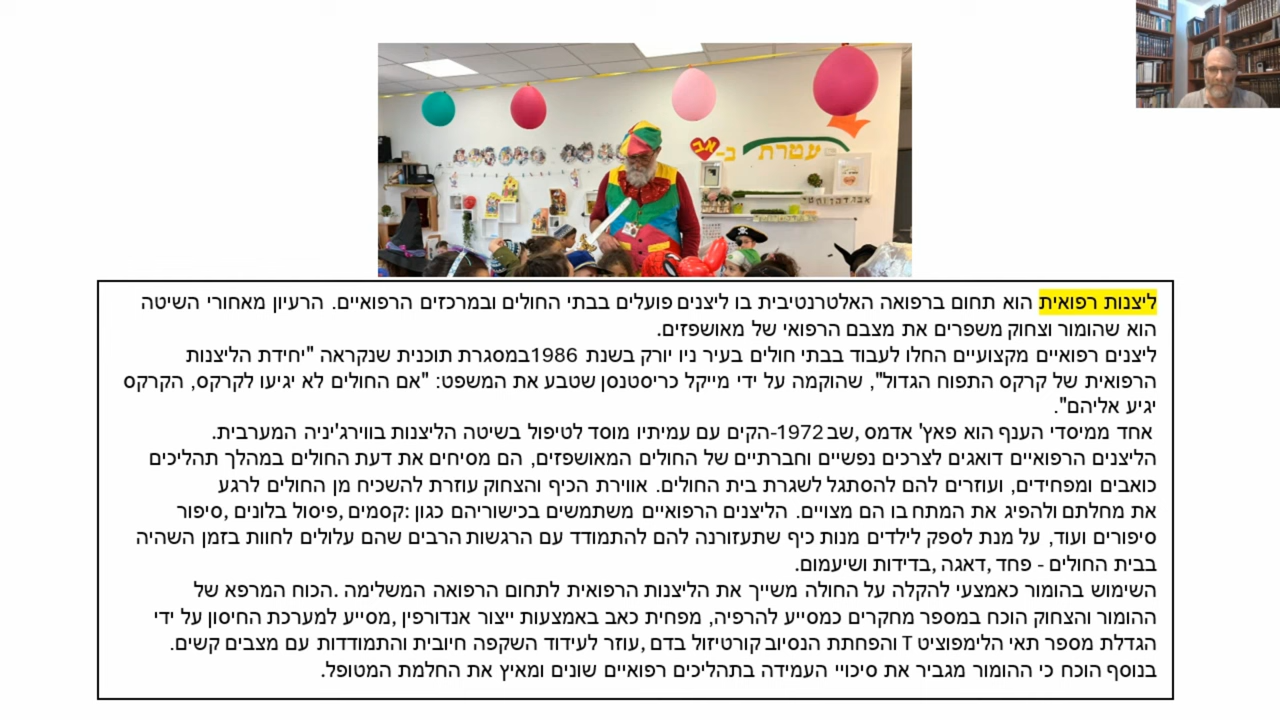 עטרת כ-אב
ליצנות רפואית הוא תחום ברפואה האלטרנטיבית בו ליצנים פועלים בבתי החולים ובמרכזים הרפואיים. הרעיון מאחורי השיטה
הוא שהומור וצחוק משפרים את מצבם הרפואי של מאושפזים.
ליצנים רפואיים מקצועיים החלו לעבוד בבתי חולים בעיר ניו יורק בשנת 1986במסגרת תוכנית שנקראה "יחידת הליצנות
הרפואית של קרקס התפוח הגדול", שהוקמה על ידי מייקל כריסטנסן שטבע את המשפט: "אם החולים לא יגיעו לקרקס, הקרקס
יגיע אליהם".
אחד ממיסדי הענף הוא פאץ' אדמס ,שב 1972-הקים עם עמיתיו מוסד לטיפול בשיטה הליצנות בווירג'יניה המערבית.
הליצנים הרפואיים דואגים לצרכים נפשיים וחברתיים של החולים המאושפזים, הם מסיחים את דעת החולים במהלך תהליכים
כואבים ומפחידים, ועוזרים להם להסתגל לשגרת בית החולים. אווירת הכיף והצחוק עוזרת להשכיח מן החולים לרגע
את מחלתם ולהפיג את המתח בו הם מצויים. הליצנים הרפואיים משתמשים בכישוריהם כגון :קסמים ,פיסול בלונים ,סיפור
סיפורים ועוד, על מנת לספק לילדים מנות כיף שתעזורנה להם להתמודד עם הרגשות הרבים שהם עלולים לחוות בזמן השהיה
בבית החולים - פחד ,דאגה ,בדידות ושיעמום.
השימוש בהומור כאמצעי להקלה על החולה משייך את הליצנות הרפואית לתחום הרפואה המשלימה .הכוח המרפא של
ההומור והצחוק הוכח במספר מחקרים כמסייע להרפיה, מפחית כאב באמצעות ייצור אנדורפין ,מסייע למערכת החיסון על ידי
הגדלת מספר תאי הלימפוציט T והפחתת הנסיוב קורטיזול בדם ,עוזר לעידוד השקפה חיובית והתמודדות עם מצבים קשים.
בנוסף הוכח כי ההומור מגביר את סיכויי העמידה בתהליכים רפואיים שונים ומאיץ את החלמת המטופל.